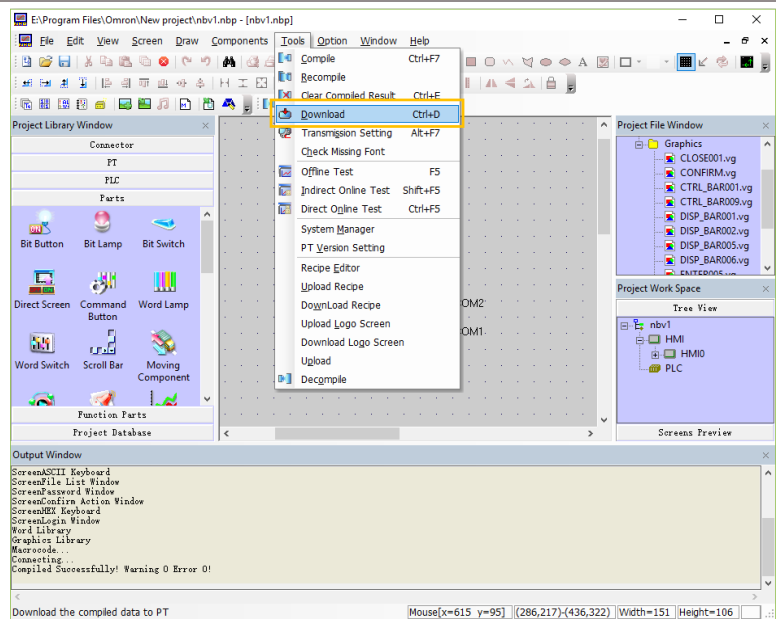 E:\Program Files\Omron\New project\nbv1.nbp - [nbv1.nbp]
File Edit View Screen Draw Components Tools Option Window Help
Project Library Window
Connector
PT
PLC
Parts
Bit Button Bit Lamp Bit Switch
Direct Screen Command Button Word Lamp
Word Switch Scroll Bar Moving Component
Function Parts
Project Database
Compile Ctrl+F7
Recompile
Clear Compiled Result Ctrl+E
Download Ctrl+D
Transmission Setting Alt+F7
Check Missing Font
Offline Test F5
Indirect Online Test Shift+F5
Direct Online Test Ctrl+F5
System Manager
PT Version Setting
Recipe Editor
Upload Recipe
DownLoad Recipe
Upload Logo Screen
Download Logo Screen
Upload
Decompile
COM2
COM1
Project File Window
Graphics
CLOSE001.vg
CONFIRM.vg
CTRL_BAR001.vg
CTRL_BAR009.vg
DISP_BAR001.vg
DISP_BAR002.vg
DISP_BAR005.vg
DISP_BAR006.vg
ENTER005.vg
Project Work Space
Tree View
nbv1
HMI
HMI0
PLC
Screens Preview
Output Window
ScreenASCII Keyboard
ScreenFile List Window
ScreenPassword Window
ScreenConfirm Action Window
ScreenHEX Keyboard
ScreenLogin Window
Word Library
Graphics Library
Macrocode...
Connecting...
Compiled Successfully! Warning 0 Error 0!
Download the compiled data to PT Mouse[x=615 y=95] (286,217)-(436,322) Width=151 Height=106